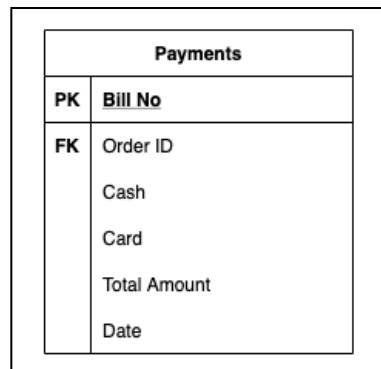 Payments
PK Bill No
FK Order ID
Cash
Card
Total Amount
Date